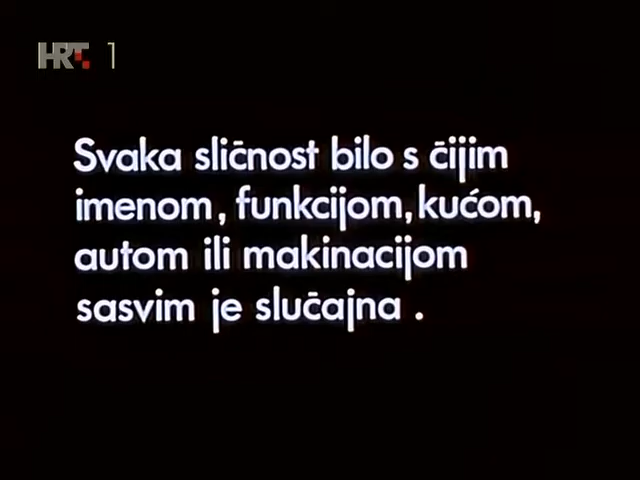 HRT 1
Svaka sličnost bilo s čijim
imenom, funkcijom, kućom,
autom ili makinacijom
sasvim je slučajna .